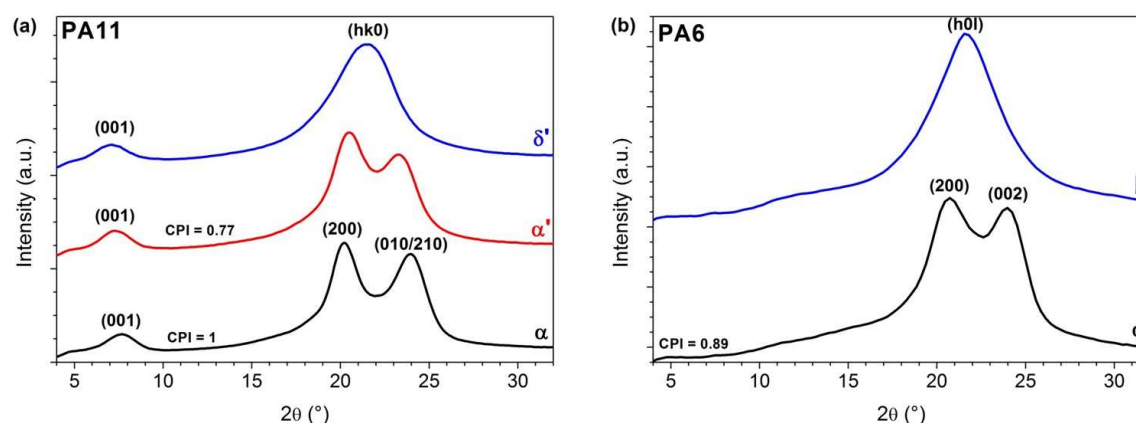 (a) PA11
(hk0)
(001)
δ'
(001)
CPI = 0.77
α'
(200)
(010/210)
(001)
CPI = 1
α
5 10 15 20 25 30
2θ (°)
Intensity (a.u.)
(b) PA6
(h0l)
(200)
(002)
CPI = 0.89
5 10 15 20 25 30
2θ (°)
Intensity (a.u.)